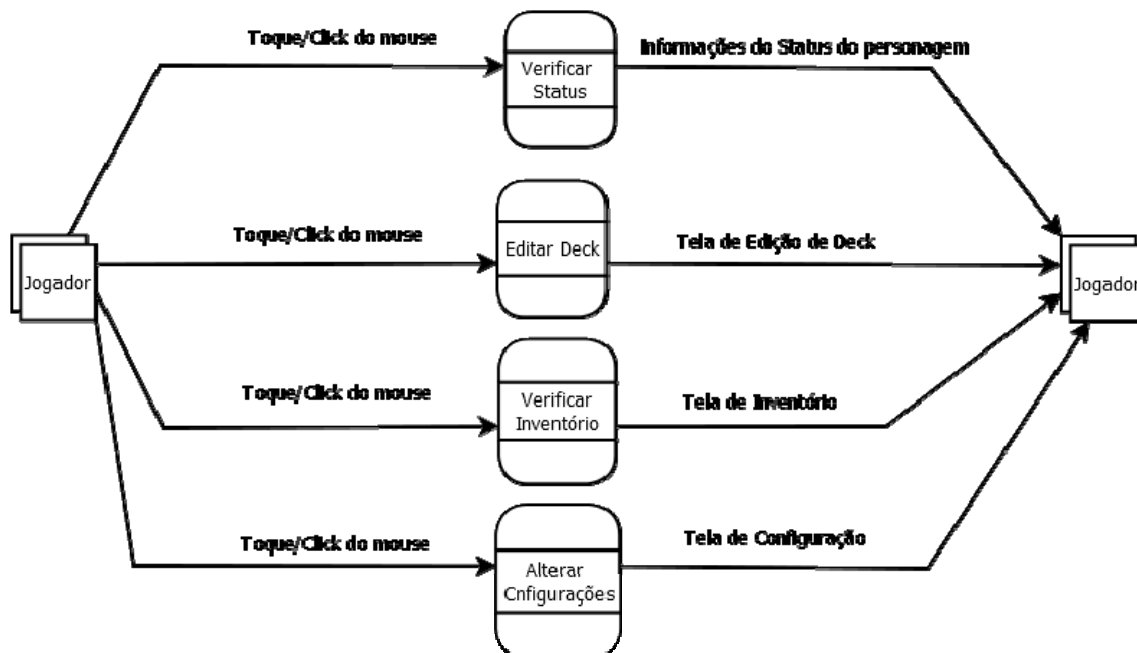 Toque/Click do mouse
Verificar
Status
Informações do Status do personagem
Jogador
Toque/Click do mouse
Editar Deck
Tela de Edição de Deck
Jogador
Toque/Click do mouse
Verificar
Inventório
Tela de Inventório
Toque/Click do mouse
Alterar
Cnfigurações
Tela de Configuração